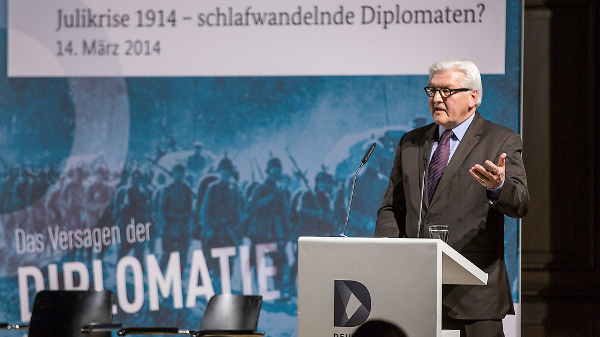 Julikrise 1914 – schlafwandelnde Diplomaten?
14. März 2014
Das Versagen der
DIPLOMATIE
D